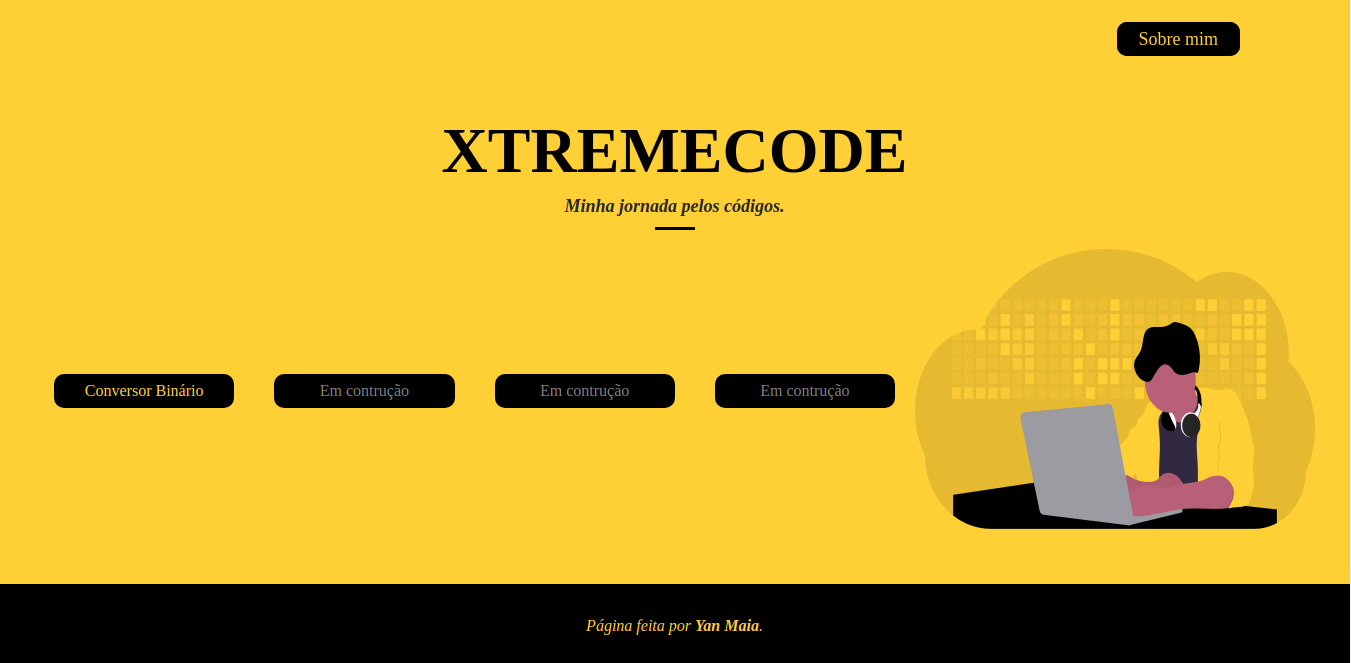 Sobre mim
XTREMECODE
Minha jornada pelos códigos.
Conversor Binário
Em contrução
Em contrução
Em contrução
Página feita por Yan Maia.